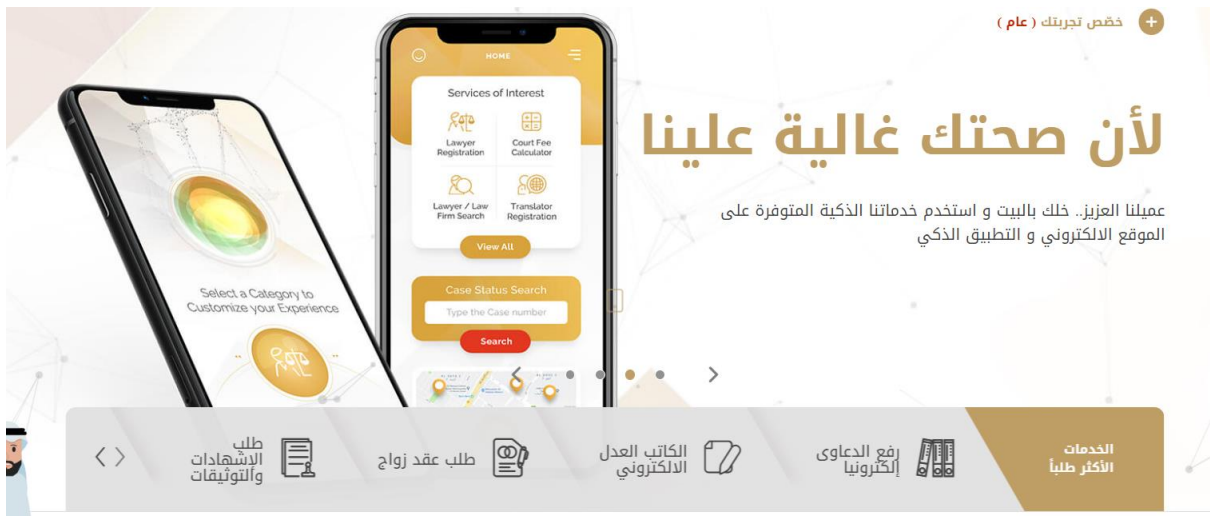 خصّص تجربتك ( عام )
لأن صحتك غالية علينا
عميلنا العزيز.. خلك بالبيت و استخدم خدماتنا الذكية المتوفرة على
الموقع الالكتروني و التطبيق الذكي
HOME
Services of Interest
Lawyer
Registration
Court Fee
Calculator
Lawyer / Law
Firm Search
Translator
Registration
View All
Case Status Search
Type the Case number
Search
Select a Category to
Customize your Experience
الخدمات
الأكثر طلباً
رفع الدعاوى
إلكترونيا
الكاتب العدل
الالكتروني
طلب عقد زواج
طلب
الإشهادات
والتوثيقات